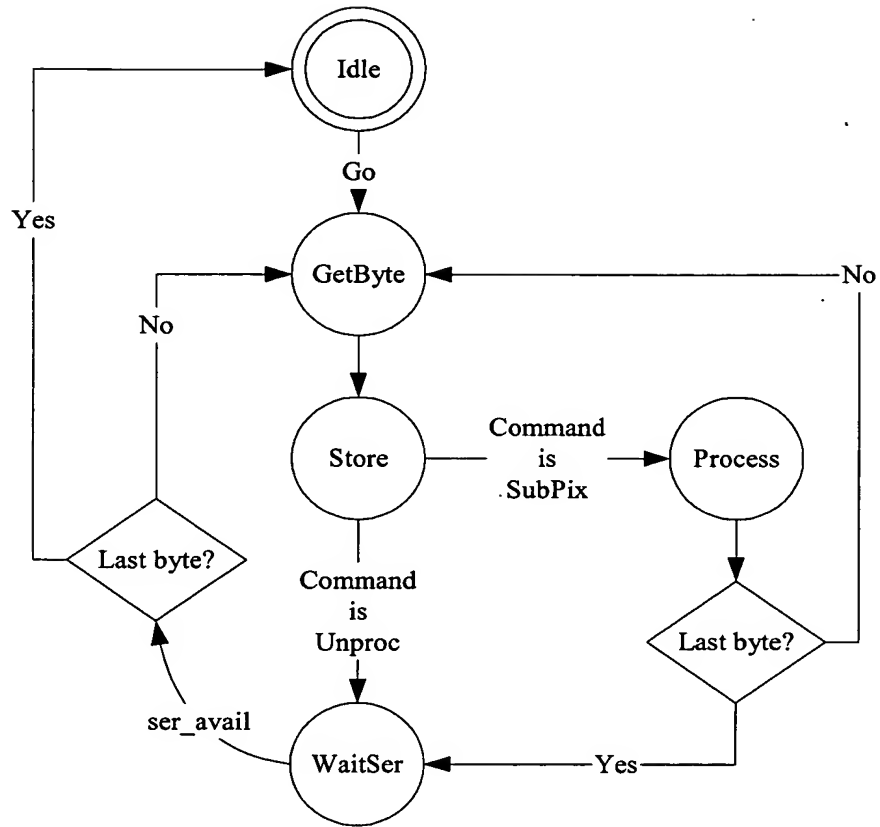 Idle
Go
Yes
GetByte
No
No
Store
Command
is
SubPix
Process
Last byte?
Command
is
Unproc
Last byte?
ser_avail
WaitSer
Yes